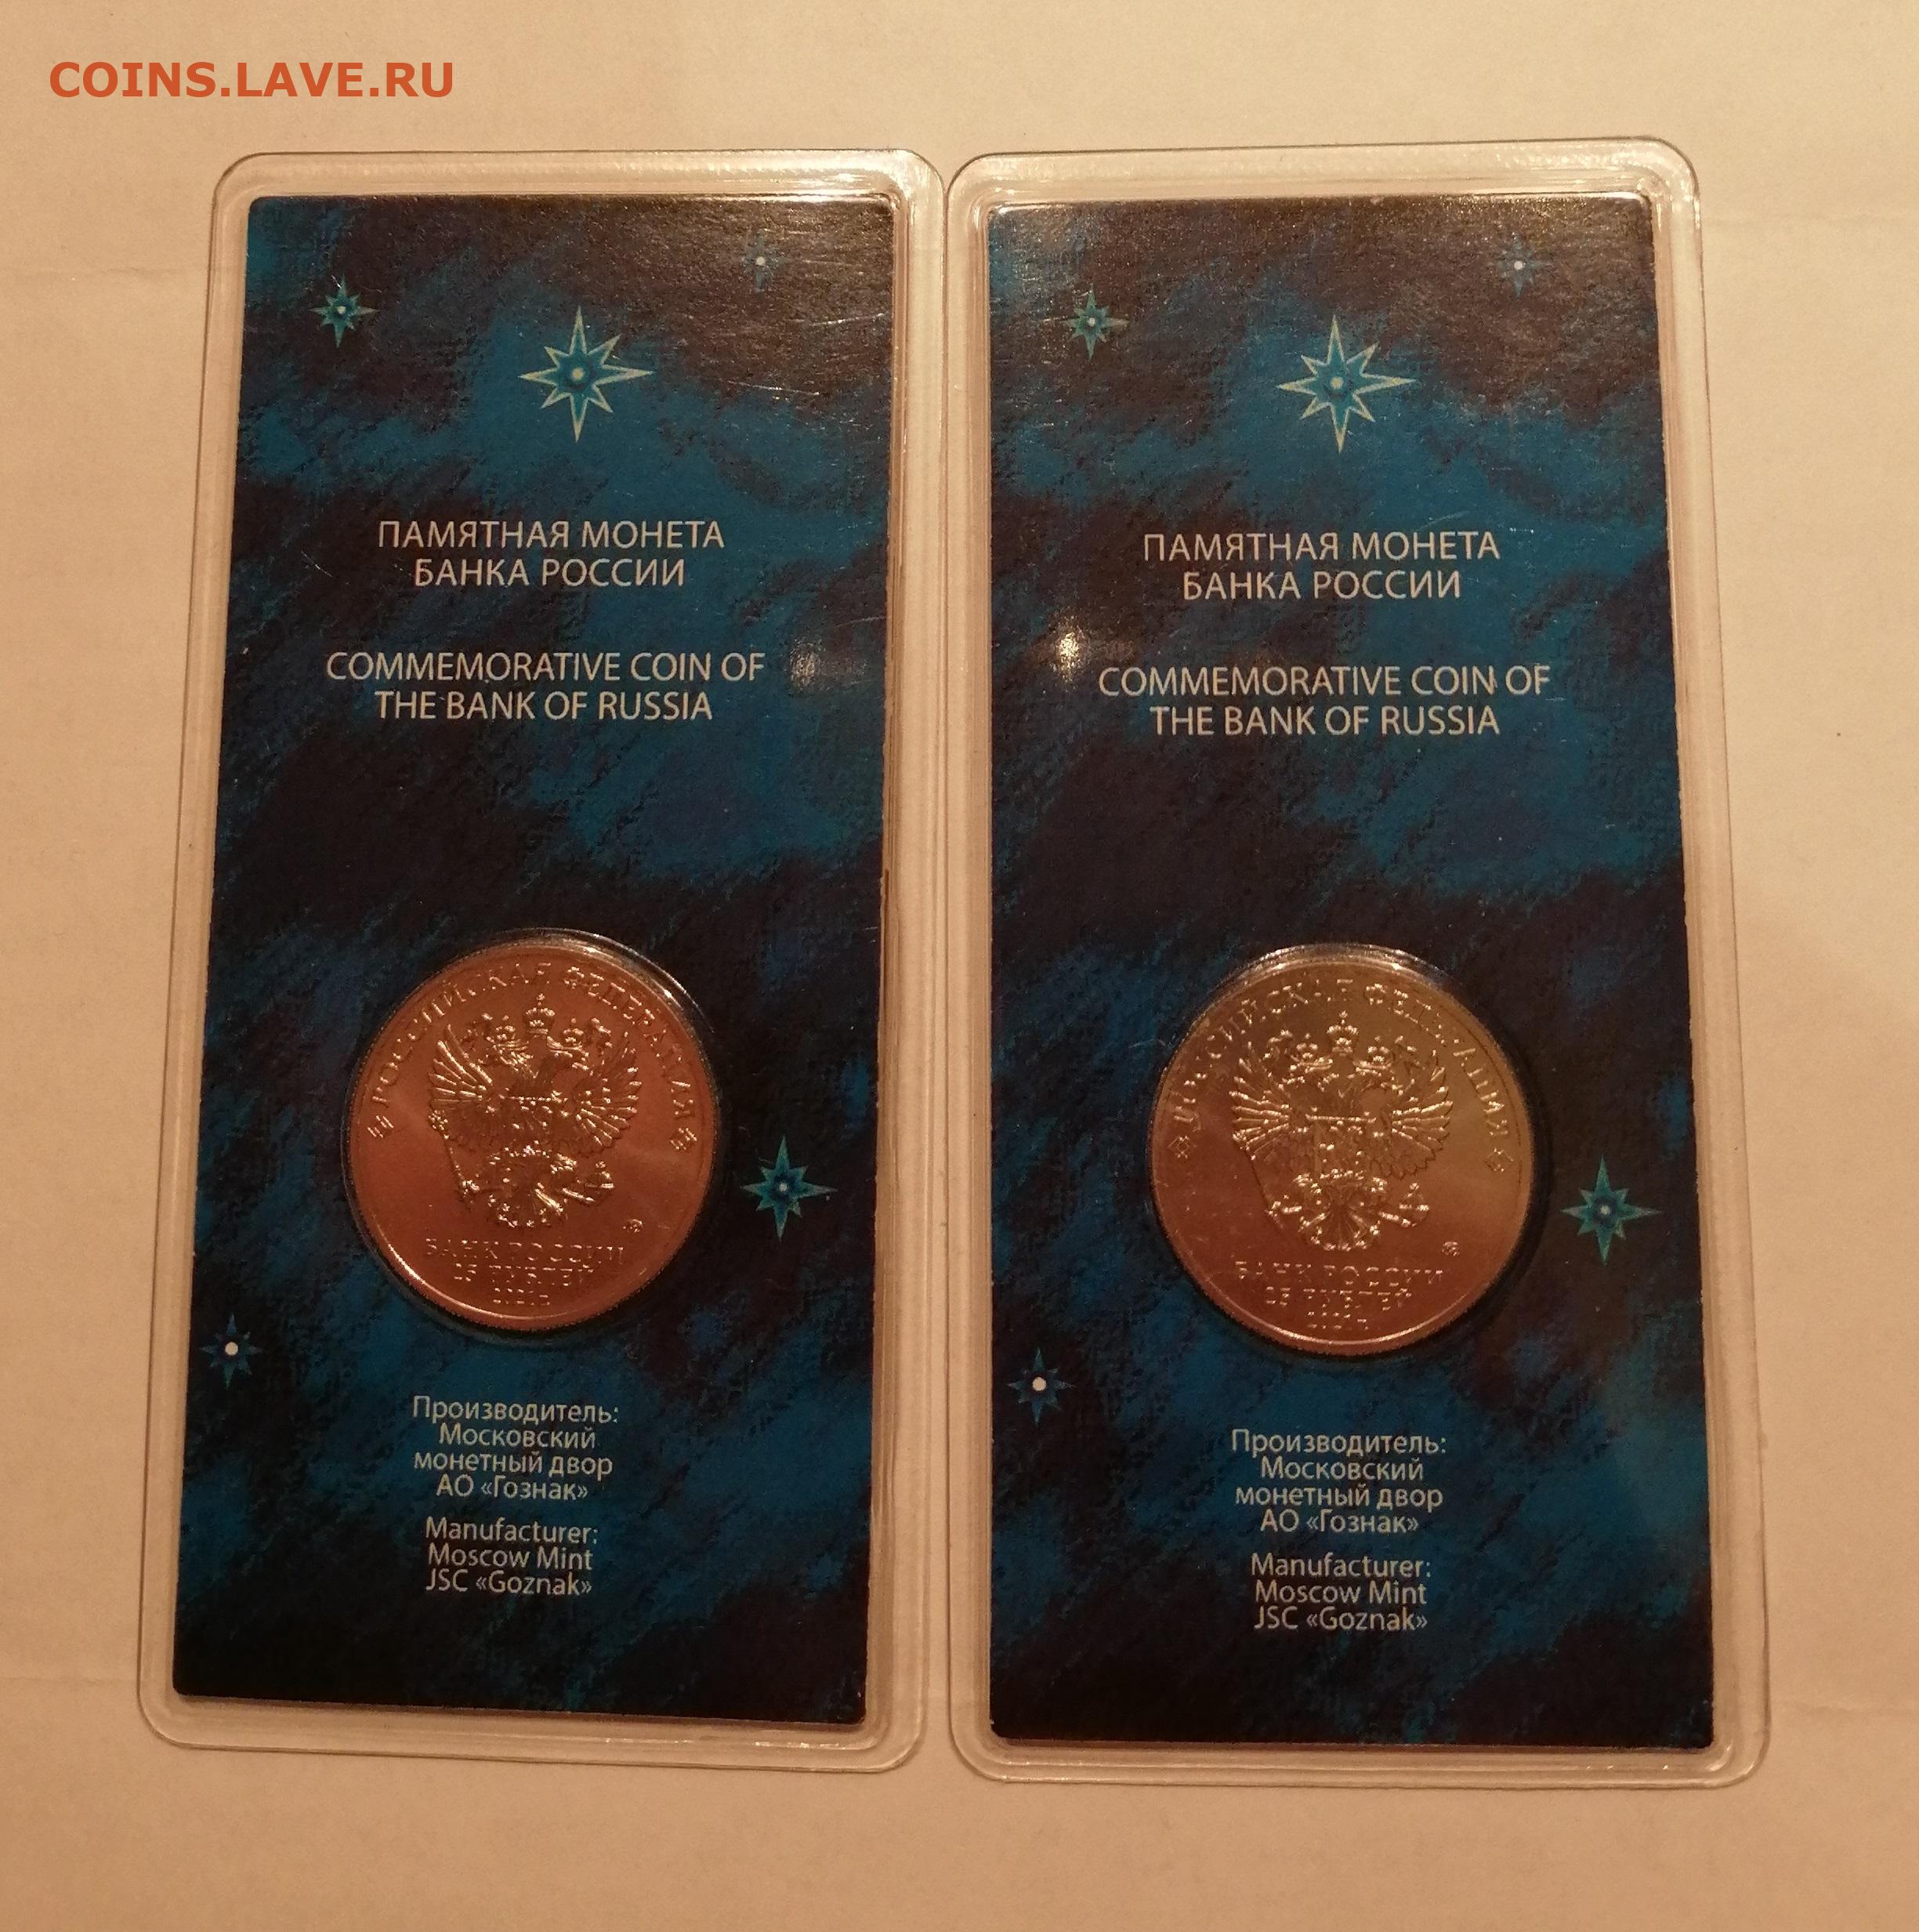 COINS.LAVE.RU
ПАМЯТНАЯ МОНЕТА
БАНКА РОССИИ
COMMEMORATIVE COIN OF
THE BANK OF RUSSIA
РОССИЙСКАЯ ФЕДЕРАЦИЯ
БАНК РОССИИ
25 РУБЛЕЙ
2021 г.
Производитель:
Московский
монетный двор
АО «Гознак»
Manufacturer:
Moscow Mint
JSC «Goznak»
ПАМЯТНАЯ МОНЕТА
БАНКА РОССИИ
COMMEMORATIVE COIN OF
THE BANK OF RUSSIA
РОССИЙСКАЯ ФЕДЕРАЦИЯ
БАНК РОССИИ
25 РУБЛЕЙ
2021 г.
Производитель:
Московский
монетный двор
АО «Гознак»
Manufacturer:
Moscow Mint
JSC «Goznak»